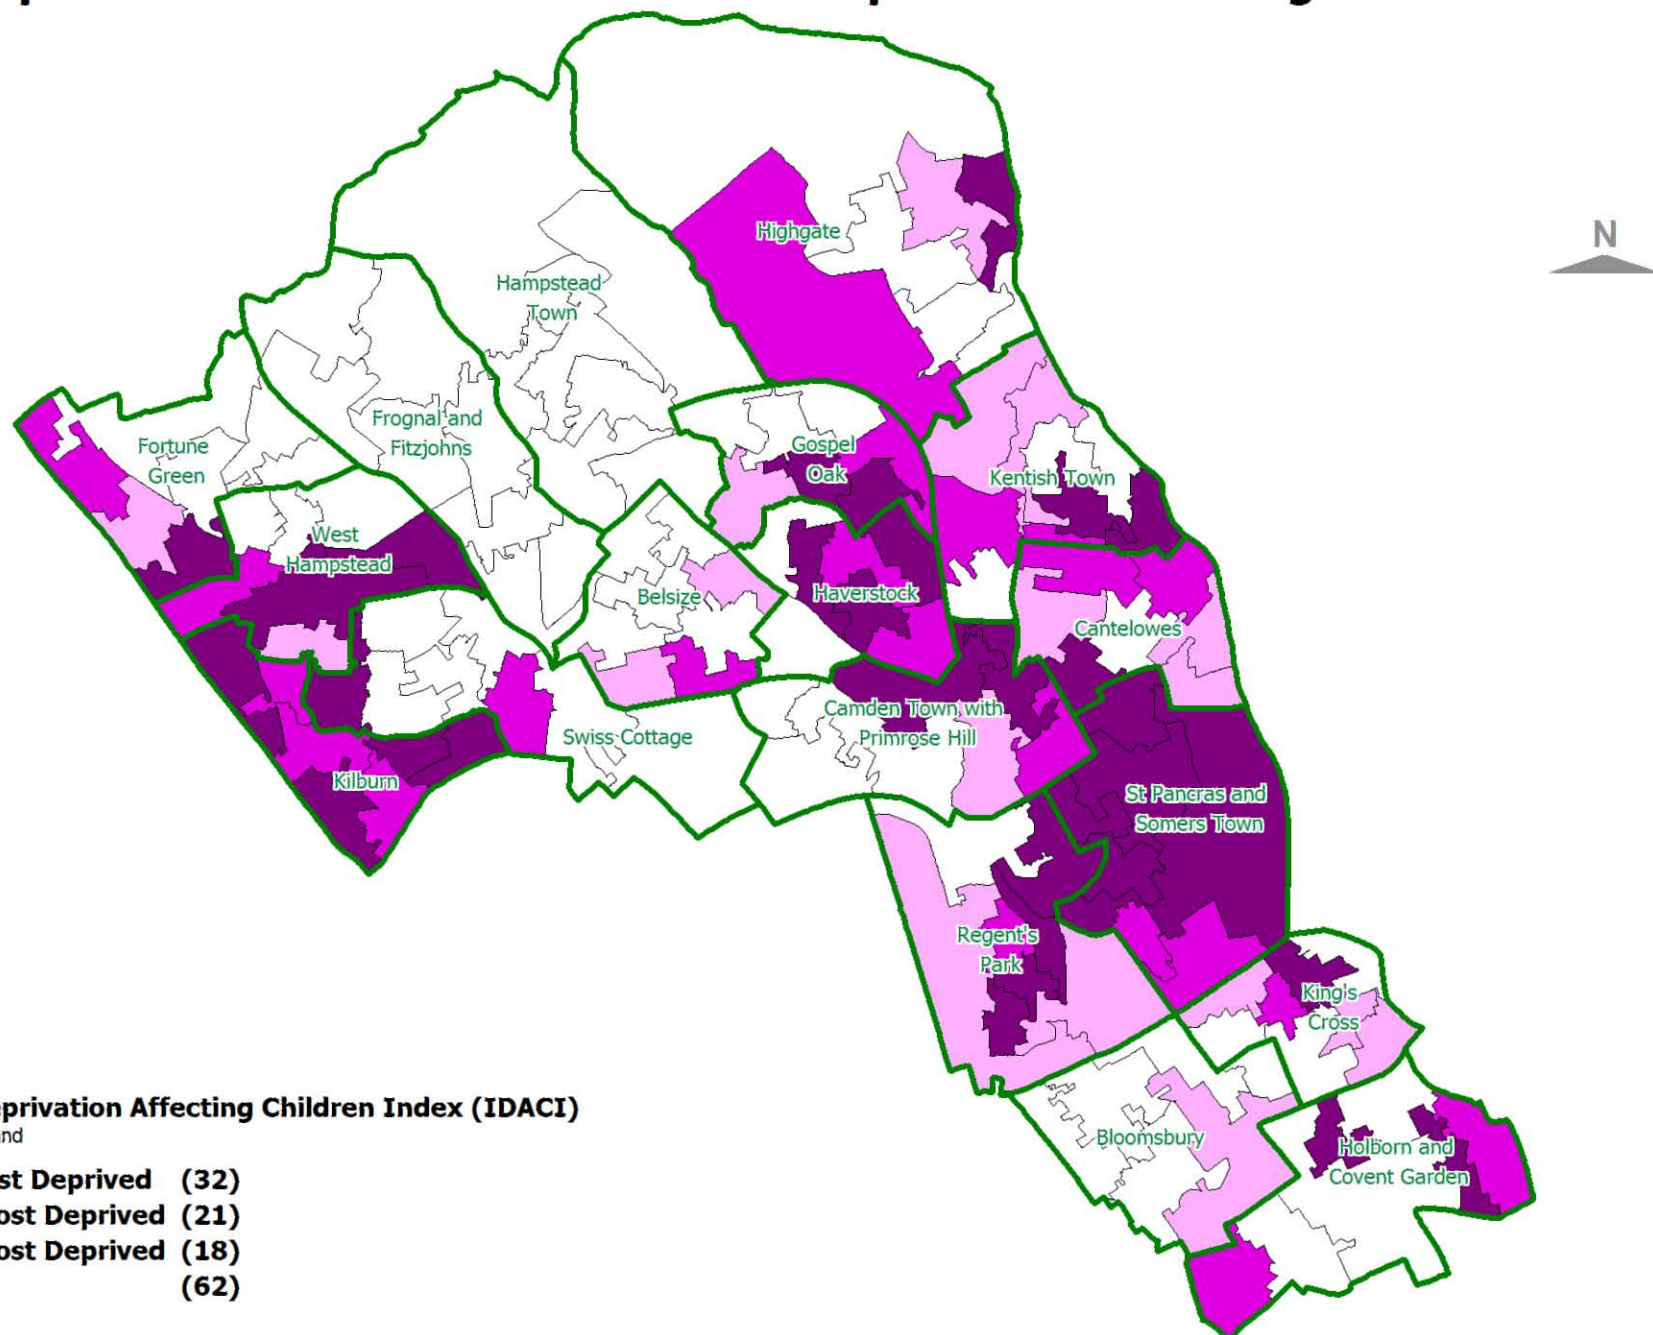 N
Highgate
Hampstead
Town
Frognal and
Fitzjohns
Fortune
Green
Gospel
Oak
Kentish Town
West
Hampstead
Belsize
Haverstock
Cantelowes
Camden Town with
Primrose Hill
Swiss Cottage
Kilburn
St Pancras and
Somers Town
Regent's
Park
King's
Cross
Bloomsbury
Holborn and
Covent Garden
privation Affecting Children Index (IDACI)
nd
st Deprived (32)
ost Deprived (21)
ost Deprived (18)
(62)